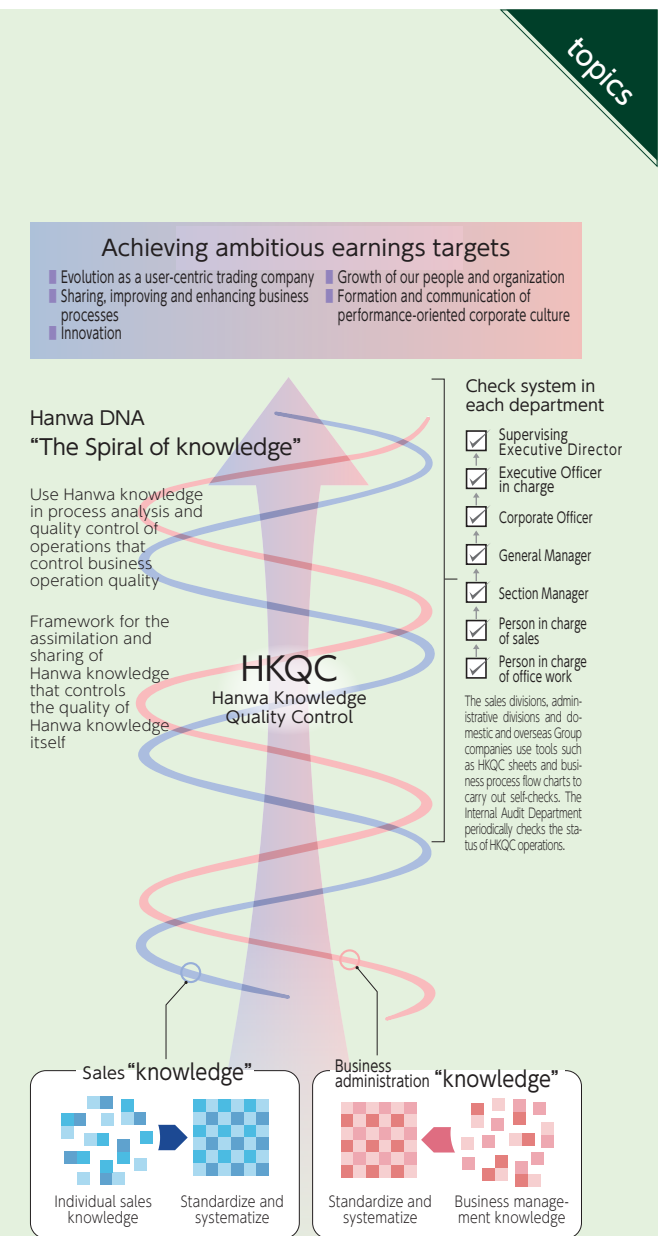 topics
Achieving ambitious earnings targets
Evolution as a user-centric trading company
Sharing, improving and enhancing business
processes
Innovation
Growth of our people and organization
Formation and communication of
performance-oriented corporate culture
Hanwa DNA
“The Spiral of knowledge”
Use Hanwa knowledge
in process analysis and
quality control of
operations that
control business
operation quality
Framework for the
assimilation and
sharing of
Hanwa knowledge
that controls
the quality of
Hanwa knowledge
itself
HKQC
Hanwa Knowledge
Quality Control
Check system in
each department
Supervising
Executive Director
Executive Officer
in charge
Corporate Officer
General Manager
Section Manager
Person in charge
of sales
Person in charge
of office work
The sales divisions, admin-
istrative divisions and do-
mestic and overseas Group
companies use tools such
as HKQC sheets and busi-
ness process flow charts to
carry out self-checks. The
Internal Audit Department
periodically checks the sta-
tus of HKQC operations.
Sales “knowledge”
Individual sales
knowledge
Standardize and
systematize
Business
administration “knowledge”
Standardize and
systematize
Business manage-
ment knowledge